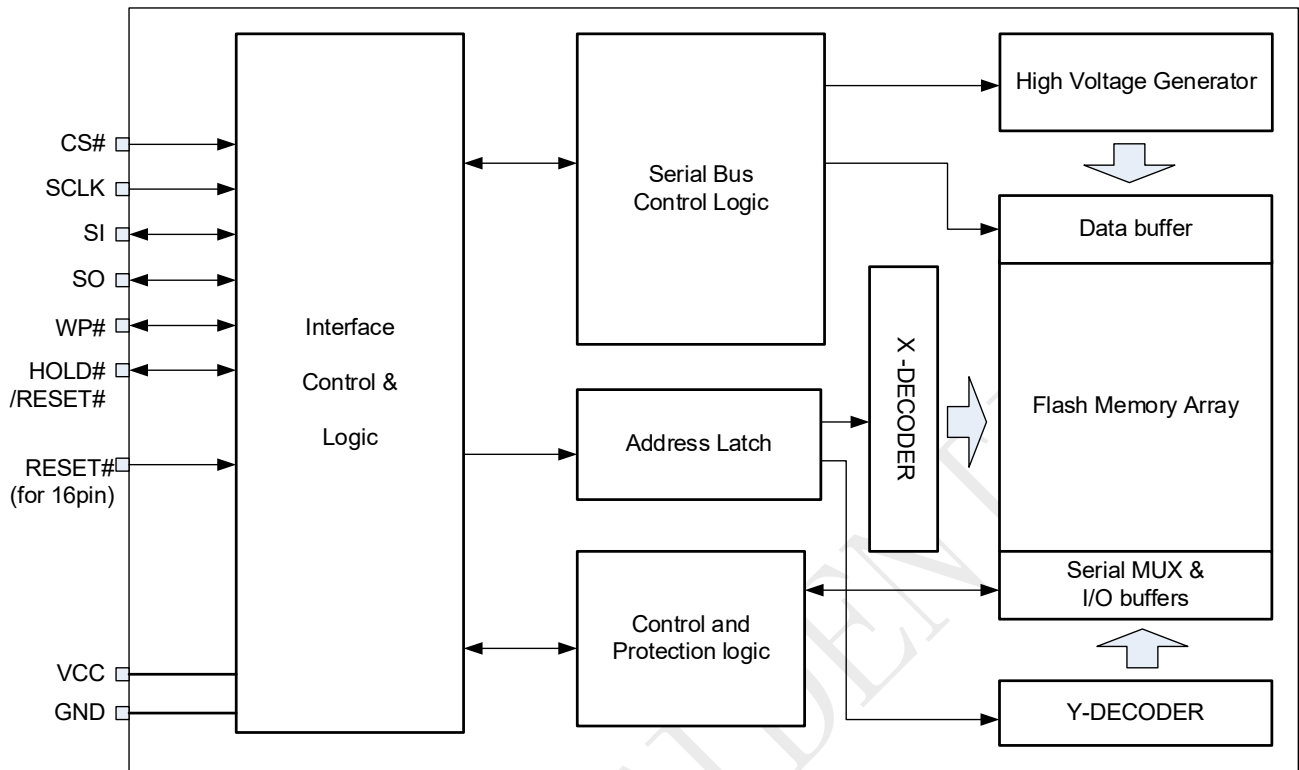 CS#
SCLK
SI
SO
WP#
HOLD#
/RESET#
RESET#
(for 16pin)
VCC
GND
Interface
Control &
Logic
Serial Bus
Control Logic
Address Latch
Control and
Protection logic
X -DECODER
High Voltage Generator
Data buffer
Flash Memory Array
Serial MUX &
I/O buffers
Y-DECODER